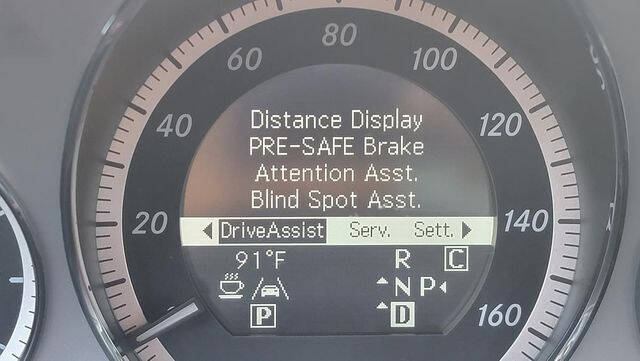 80
60 100
40 120
20 140
160
Distance Display
PRE-SAFE Brake
Attention Asst.
Blind Spot Asst.
DriveAssist Serv. Sett.
91°F R C
N P
P D